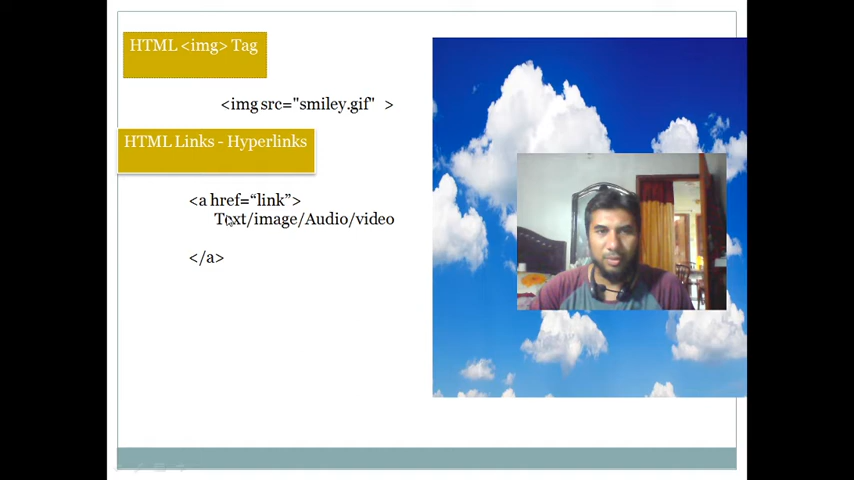 HTML <img> Tag
<img src="smiley.gif" >
HTML Links - Hyperlinks
<a href=“link”>
Text/image/Audio/video
</a>